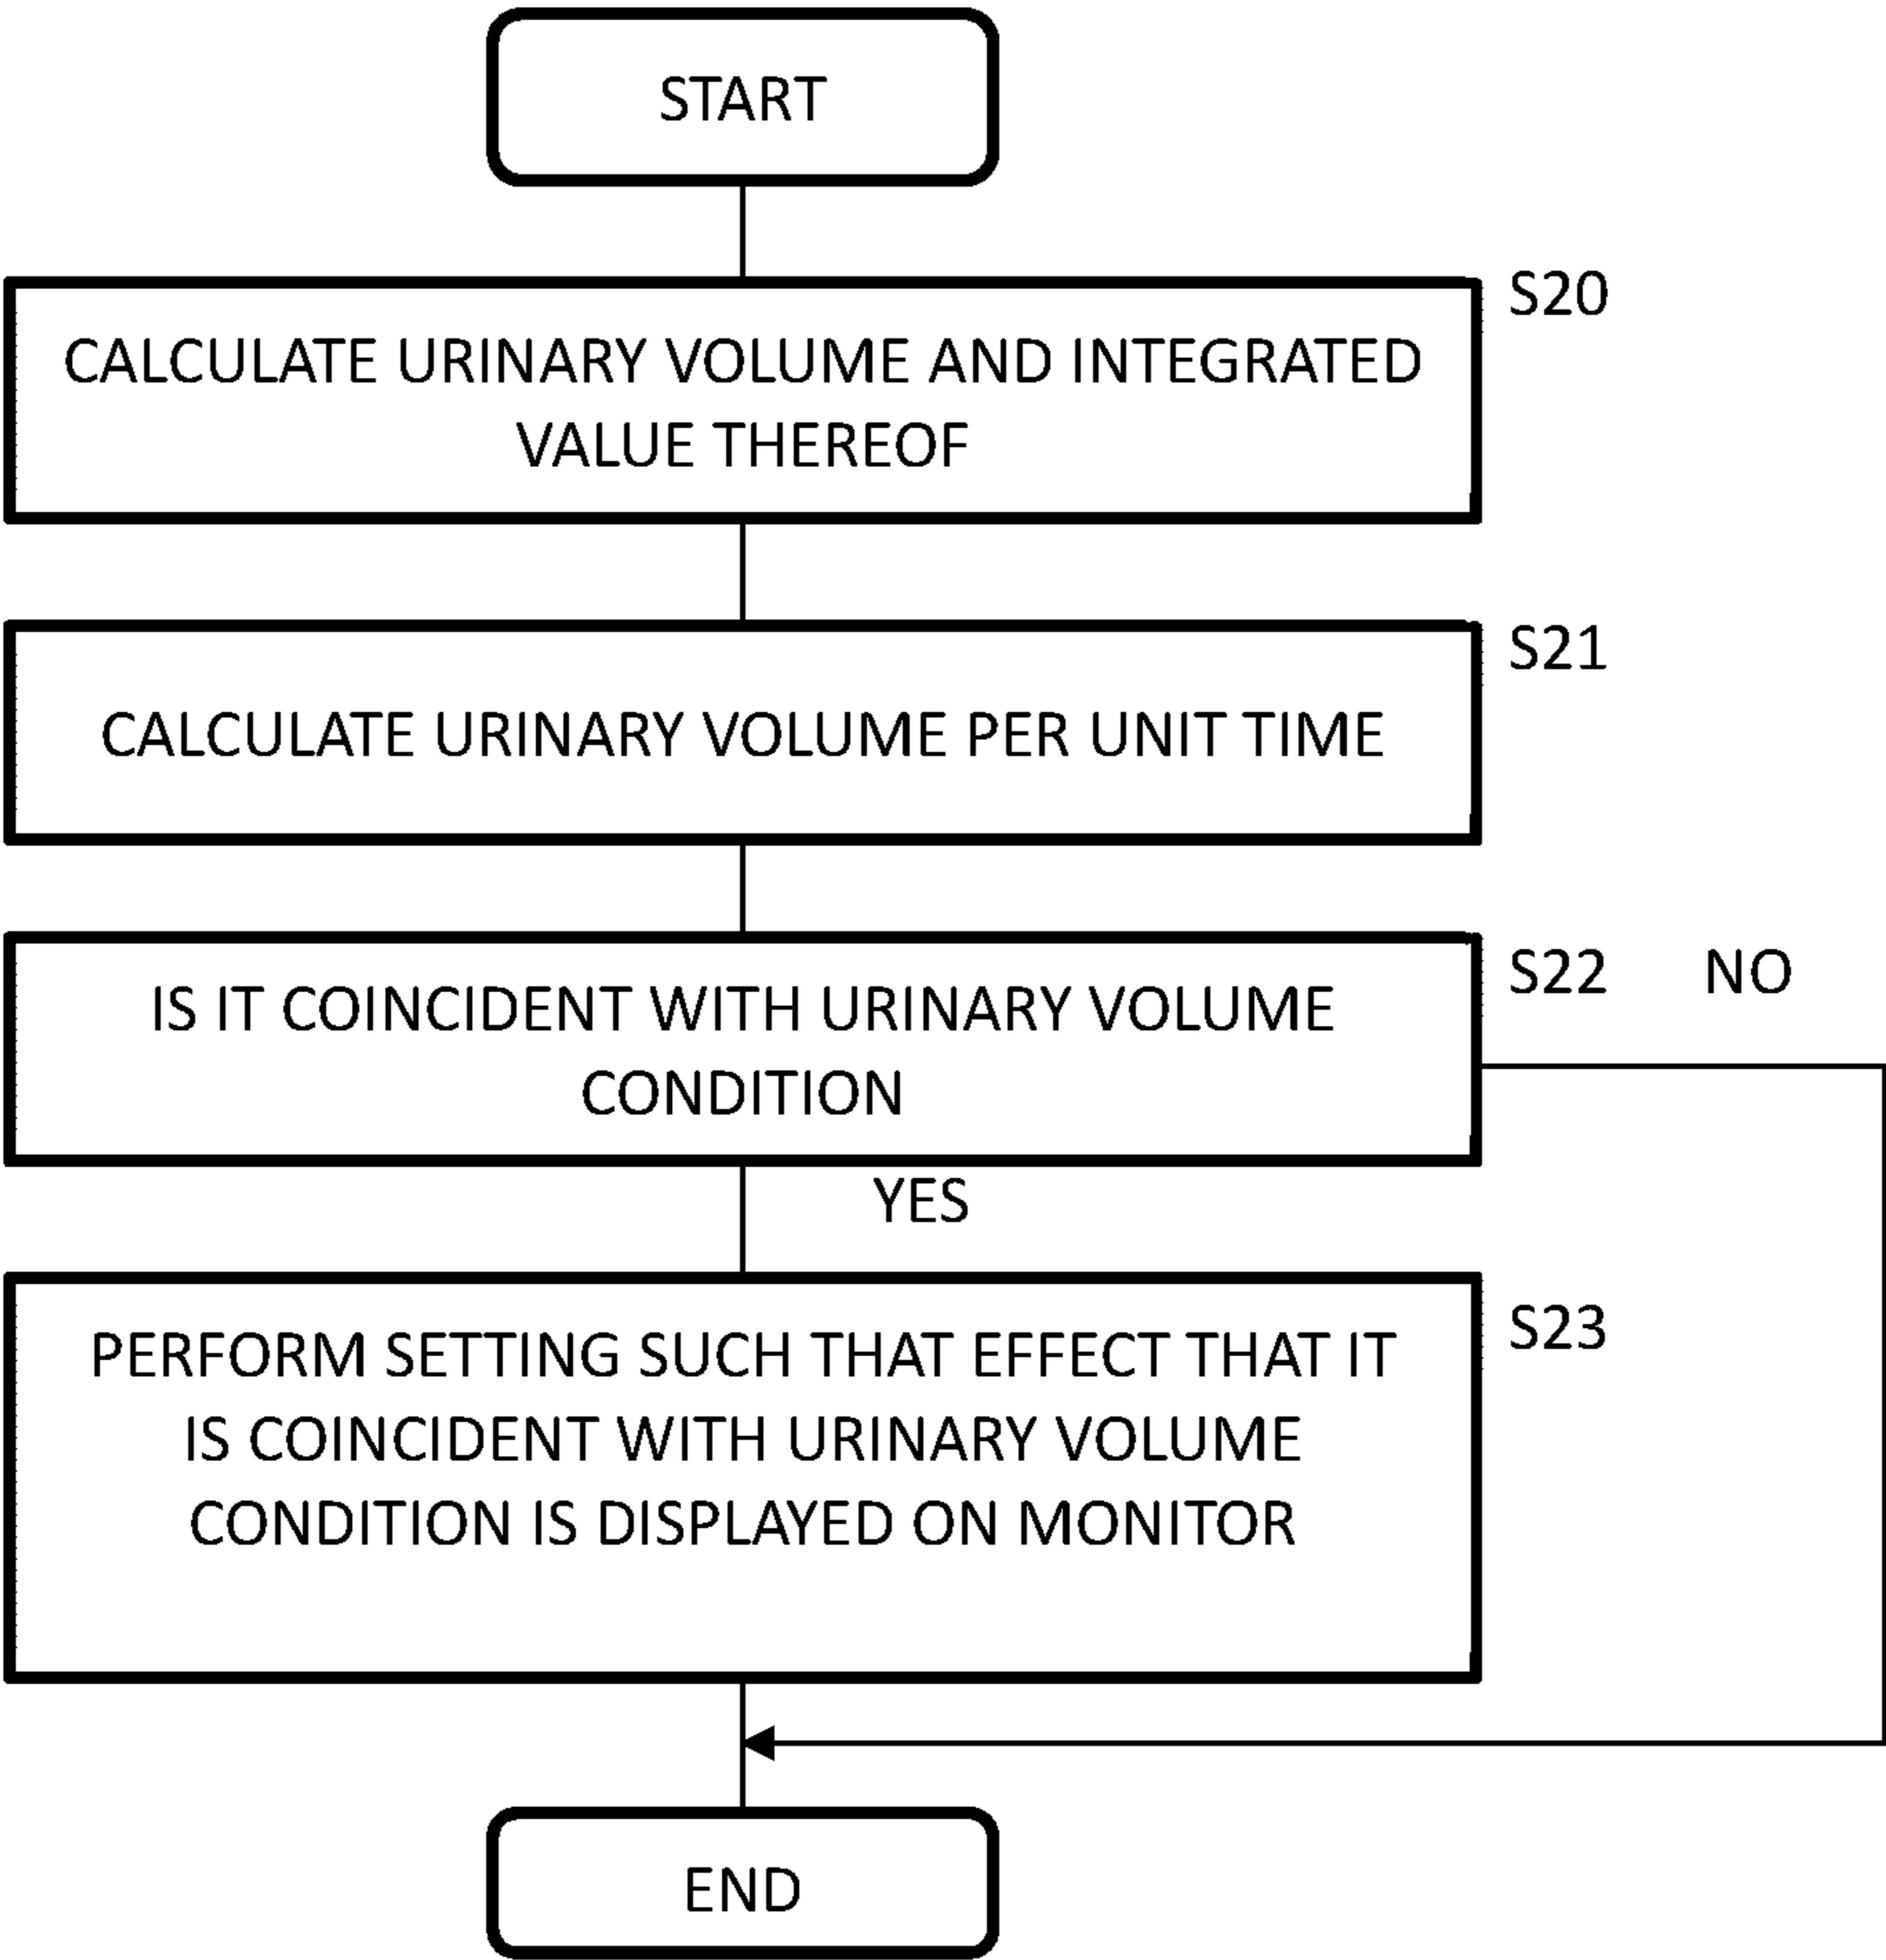 START
S20
CALCULATE URINARY VOLUME AND INTEGRATED
VALUE THEREOF
S21
CALCULATE URINARY VOLUME PER UNIT TIME
S22 NO
IS IT COINCIDENT WITH URINARY VOLUME
CONDITION
YES
S23
PERFORM SETTING SUCH THAT EFFECT THAT IT
IS COINCIDENT WITH URINARY VOLUME
CONDITION IS DISPLAYED ON MONITOR
END